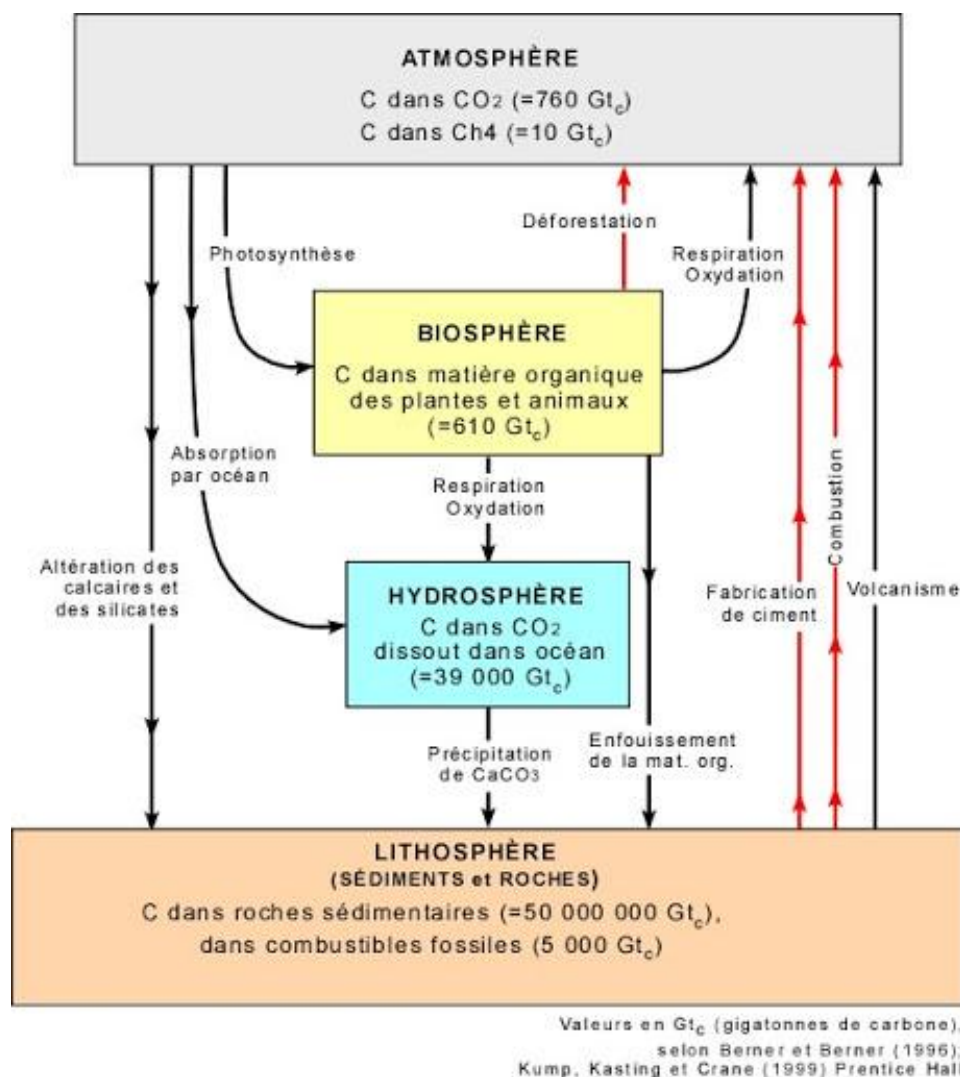 ATMOSPHÈRE
C dans CO2 (=760 Gtc)
C dans Ch4 (=10 Gtc)
Déforestation
Photosynthèse
Respiration
Oxydation
BIOSPHÈRE
C dans matière organique
des plantes et animaux
(=610 Gtc)
Absorption
par océan
Respiration
Oxydation
Combustion
Altération des
calcaires et
des silicates
HYDROSPHÈRE
C dans CO2
dissout dans océan
(=39 000 Gtc)
Fabrication
de ciment
Volcanisme
Précipitation
de CaCO3
Enfouissement
de la mat. org.
LITHOSPHÈRE
(SÉDIMENTS et ROCHES)
C dans roches sédimentaires (=50 000 000 Gtc),
dans combustibles fossiles (5 000 Gtc)
Valeurs en Gtc (gigatonnes de carbone),
selon Berner et Berner (1996);
Kump, Kasting et Crane (1999) Prentice Hall